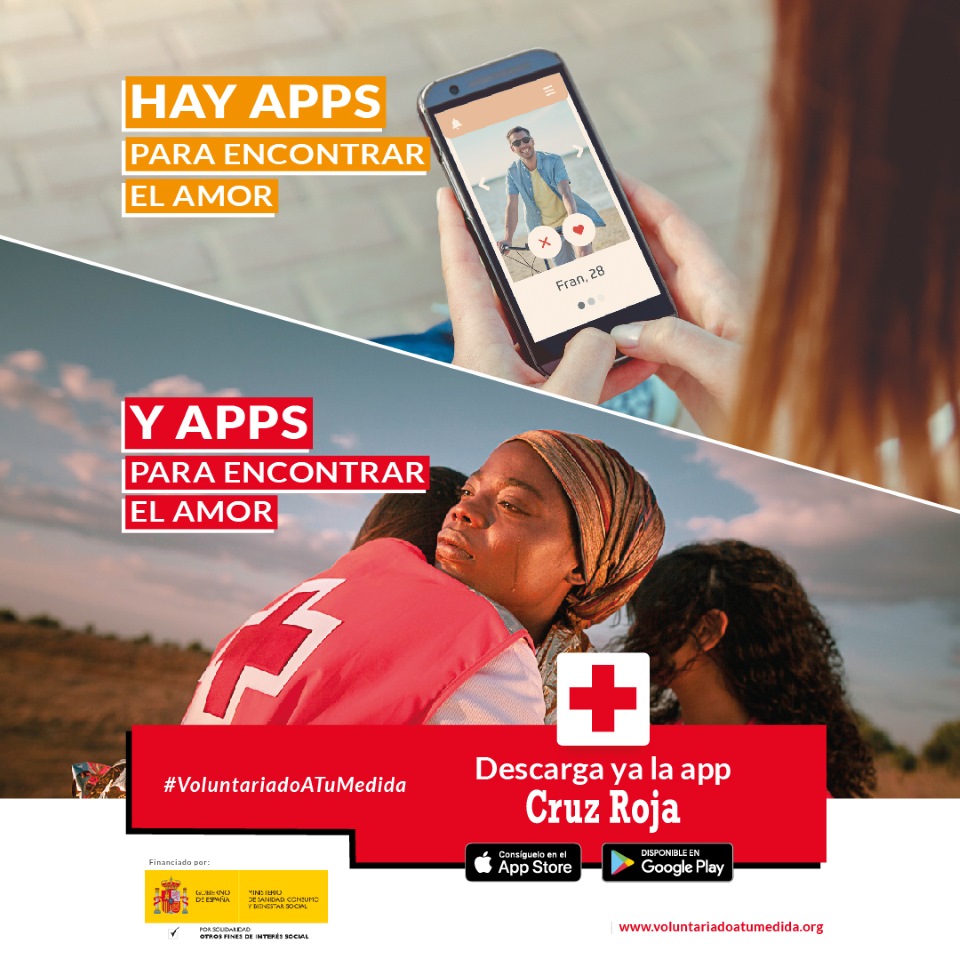 HAY APPS
PARA ENCONTRAR
EL AMOR
Fran, 28
Y APPS
PARA ENCONTRAR
EL AMOR
#VoluntariadoATuMedida
Descarga ya la app
Cruz Roja
Consíguelo en el
App Store
DISPONIBLE EN
Google Play
Financiado por:
GOBIERNO
DE ESPAÑA
MINISTERIO
DE SANIDAD, CONSUMO
Y BIENESTAR SOCIAL
POR SOLIDARIDAD
OTROS FINES DE INTERÉS SOCIAL
www.voluntariadoatumedida.org